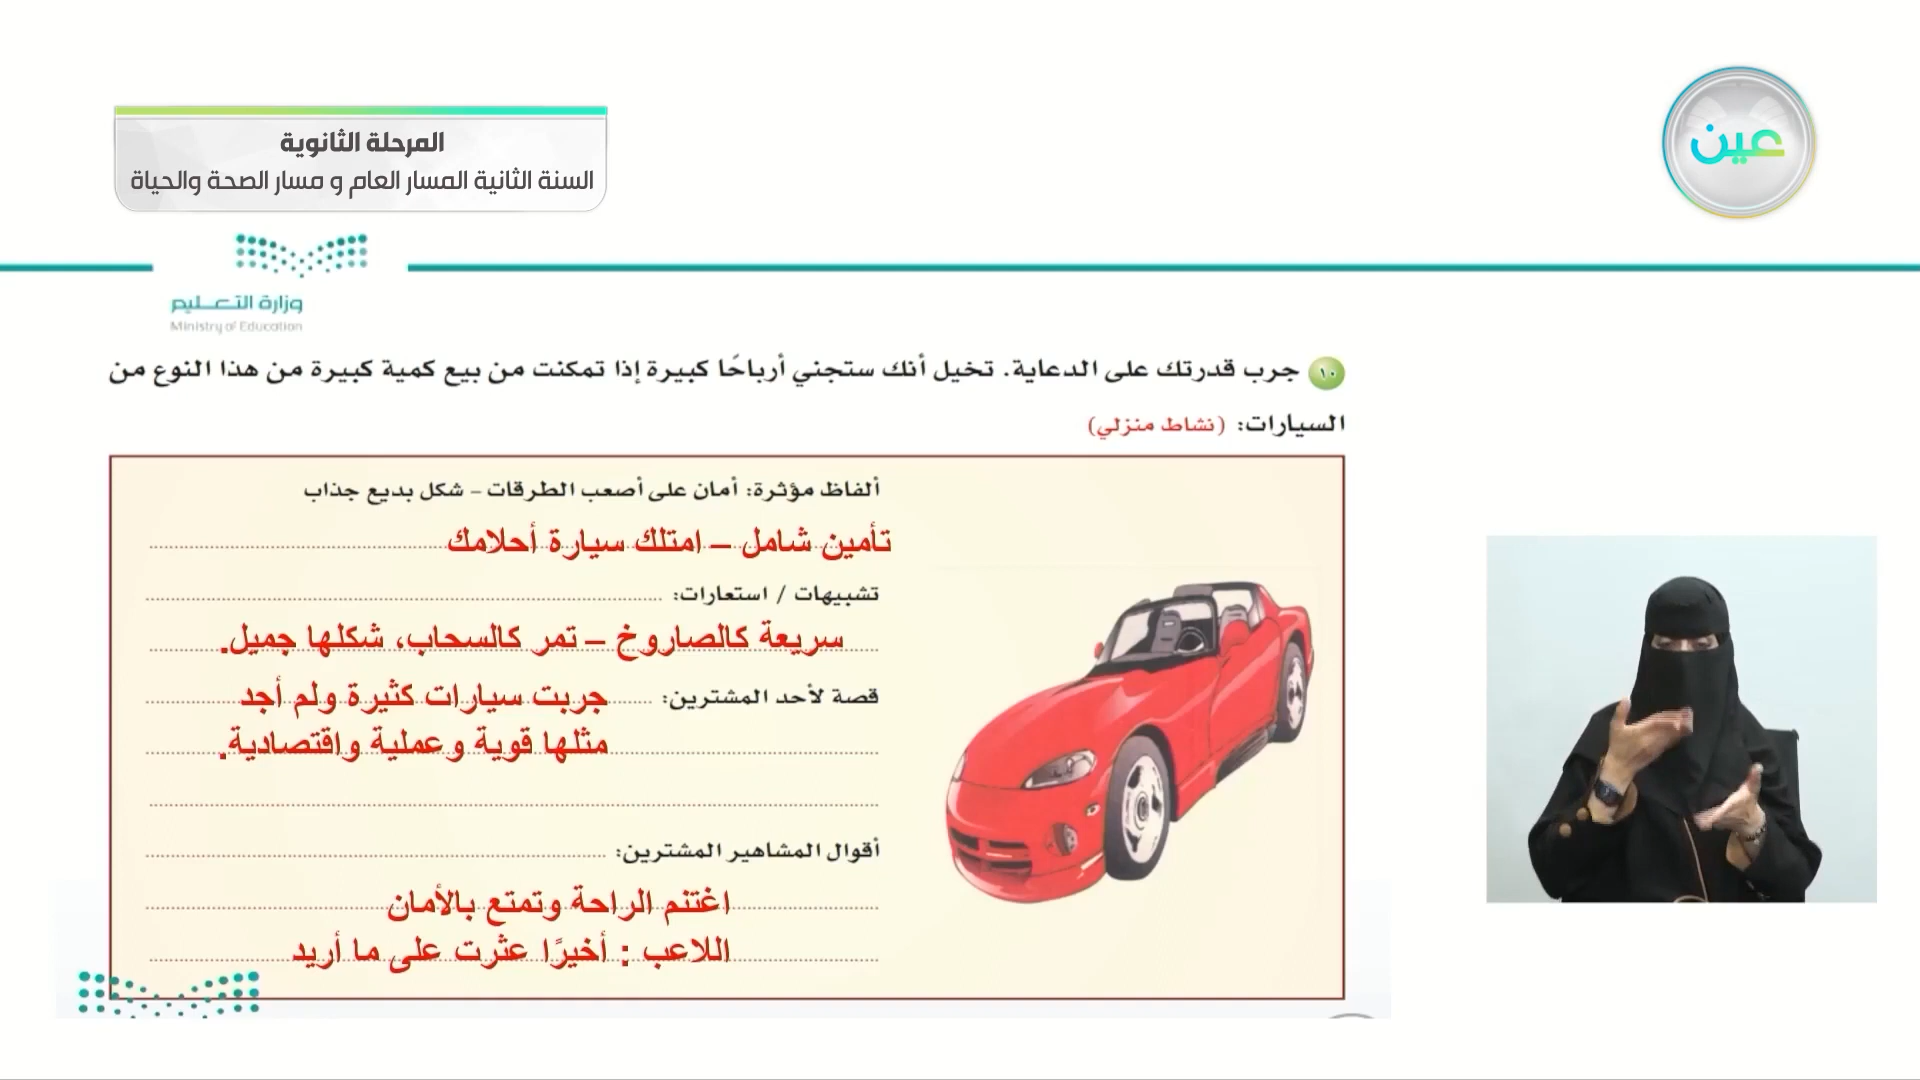 المرحلة الثانوية
السنة الثانية المسار العام و مسار الصحة والحياة
عين
وزارة التعليم
Ministry of Education
١٠ جرب قدرتك على الدعاية. تخيل أنك ستجني أرباحًا كبيرة إذا تمكنت من بيع كمية كبيرة من هذا النوع من
السيارات: (نشاط منزلي)
ألفاظ مؤثرة: أمان على أصعب الطرقات - شكل بديع جذاب
تأمين شامل – امتلك سيارة أحلامك
تشبيهات / استعارات:
سريعة كالصاروخ – تمر كالسحاب، شكلها جميل.
قصة لأحد المشترين: جربت سيارات كثيرة ولم أجد
مثلها قوية وعملية واقتصادية.
أقوال المشاهير المشترين:
اغتنم الراحة وتمتع بالأمان
اللاعب : أخيرًا عثرت على ما أريد